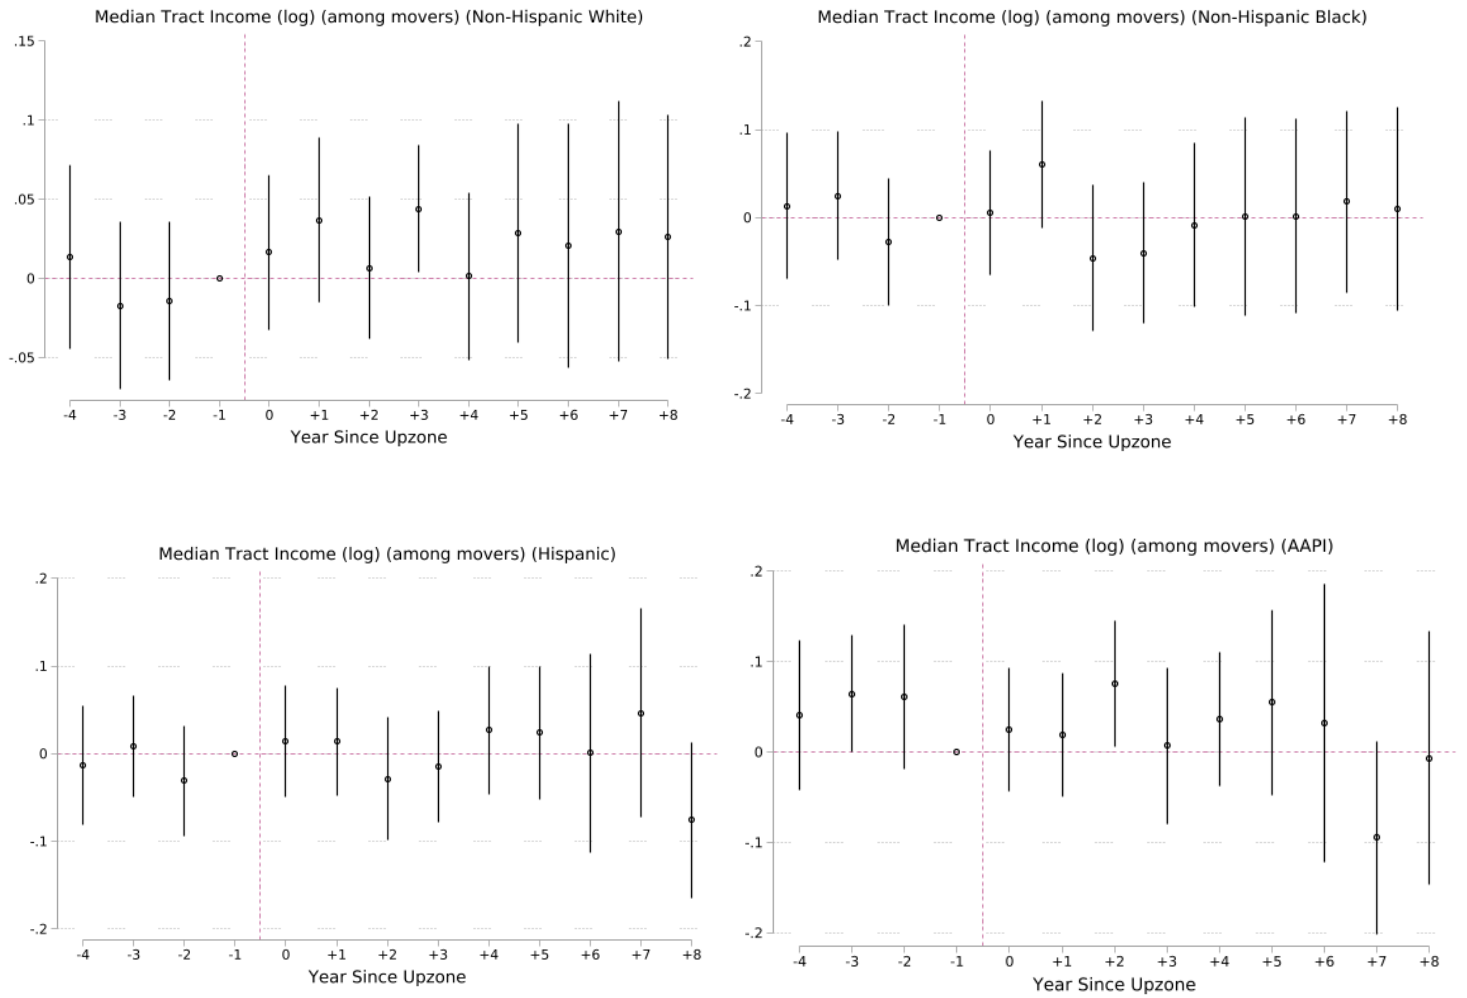 Median Tract Income (log) (among movers) (Non-Hispanic White)
.15
.1
.05
0
-.05
-4 -3 -2 -1 0 +1 +2 +3 +4 +5 +6 +7 +8
Year Since Upzone
Median Tract Income (log) (among movers) (Non-Hispanic Black)
.2
.1
0
-.1
-.2
-4 -3 -2 -1 0 +1 +2 +3 +4 +5 +6 +7 +8
Year Since Upzone
Median Tract Income (log) (among movers) (Hispanic)
.2
.1
0
-.1
-.2
-4 -3 -2 -1 0 +1 +2 +3 +4 +5 +6 +7 +8
Year Since Upzone
Median Tract Income (log) (among movers) (AAPI)
.2
.1
0
-.1
-.2
-4 -3 -2 -1 0 +1 +2 +3 +4 +5 +6 +7 +8
Year Since Upzone